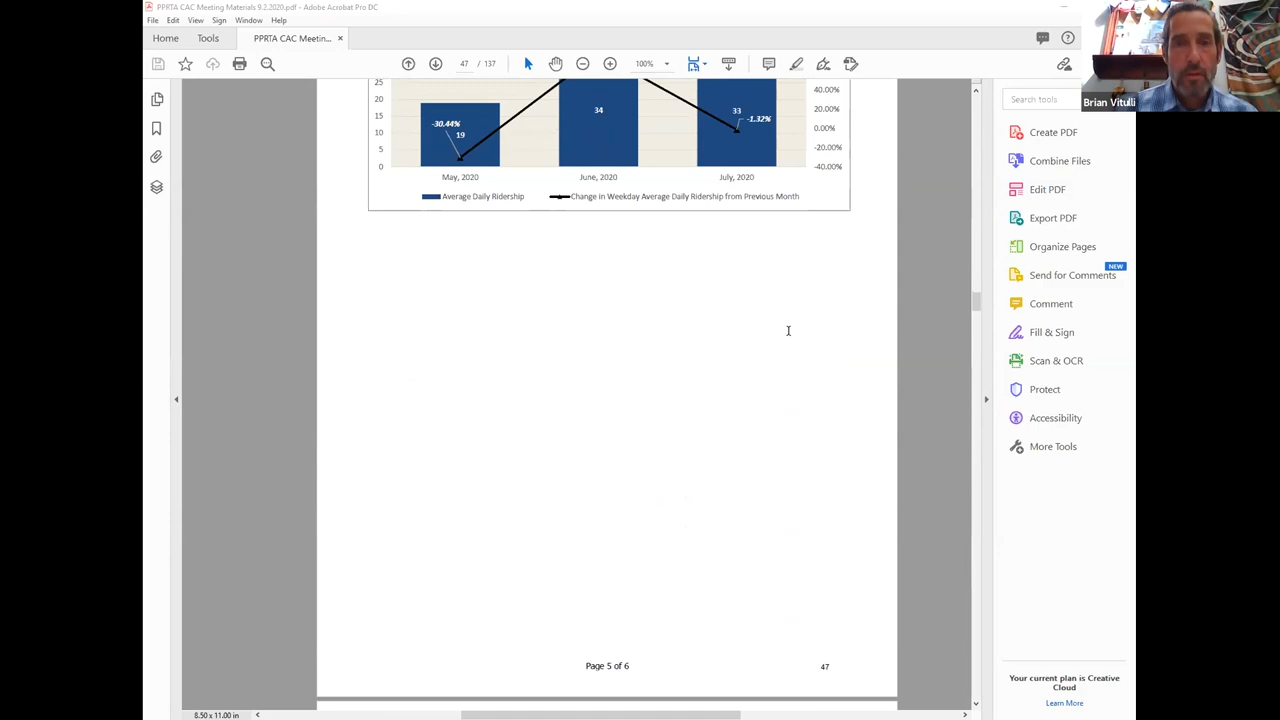 PPRTA CAC Meeting Materials 9.2.2020.pdf - Adobe Acrobat Pro DC
File Edit View Sign Window Help
Home Tools PPRTA CAC Meetin... ×
47 / 137 100%
Search tools
Brian Vitulli
25
20
15
10
5
0
-30.44%
19
34
33
-1.32%
40.00%
20.00%
0.00%
-20.00%
-40.00%
May, 2020 June, 2020 July, 2020
Average Daily Ridership Change in Weekday Average Daily Ridership from Previous Month
Page 5 of 6 47
8.50 x 11.00 in
Create PDF
Combine Files
Edit PDF
Export PDF
Organize Pages
NEW
Send for Comments
Comment
Fill & Sign
Scan & OCR
Protect
Accessibility
More Tools
Your current plan is Creative
Cloud
Learn More